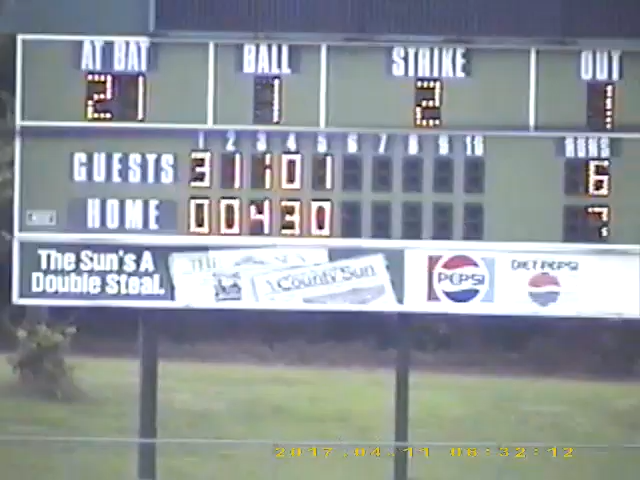 AT BAT BALL STRIKE OUT
21 1 2 1
1 2 3 4 5 6 7 8 9 10 RUNS
GUESTS 3 1 1 0 1 6
HOME 0 0 4 3 0 7
The Sun's A
Double Steal.
County Sun
PEPSI
DIET PEPSI
2017.04.11 06:32:12